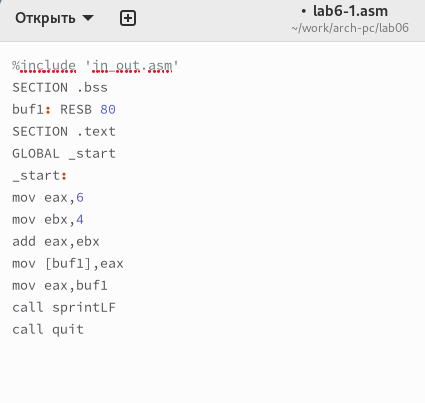 Открыть
• lab6-1.asm
~/work/arch-pc/lab06
%include 'in_out.asm'
SECTION .bss
buf1: RESB 80
SECTION .text
GLOBAL _start
_start:
mov eax,6
mov ebx,4
add eax,ebx
mov [buf1],eax
mov eax,buf1
call sprintLF
call quit